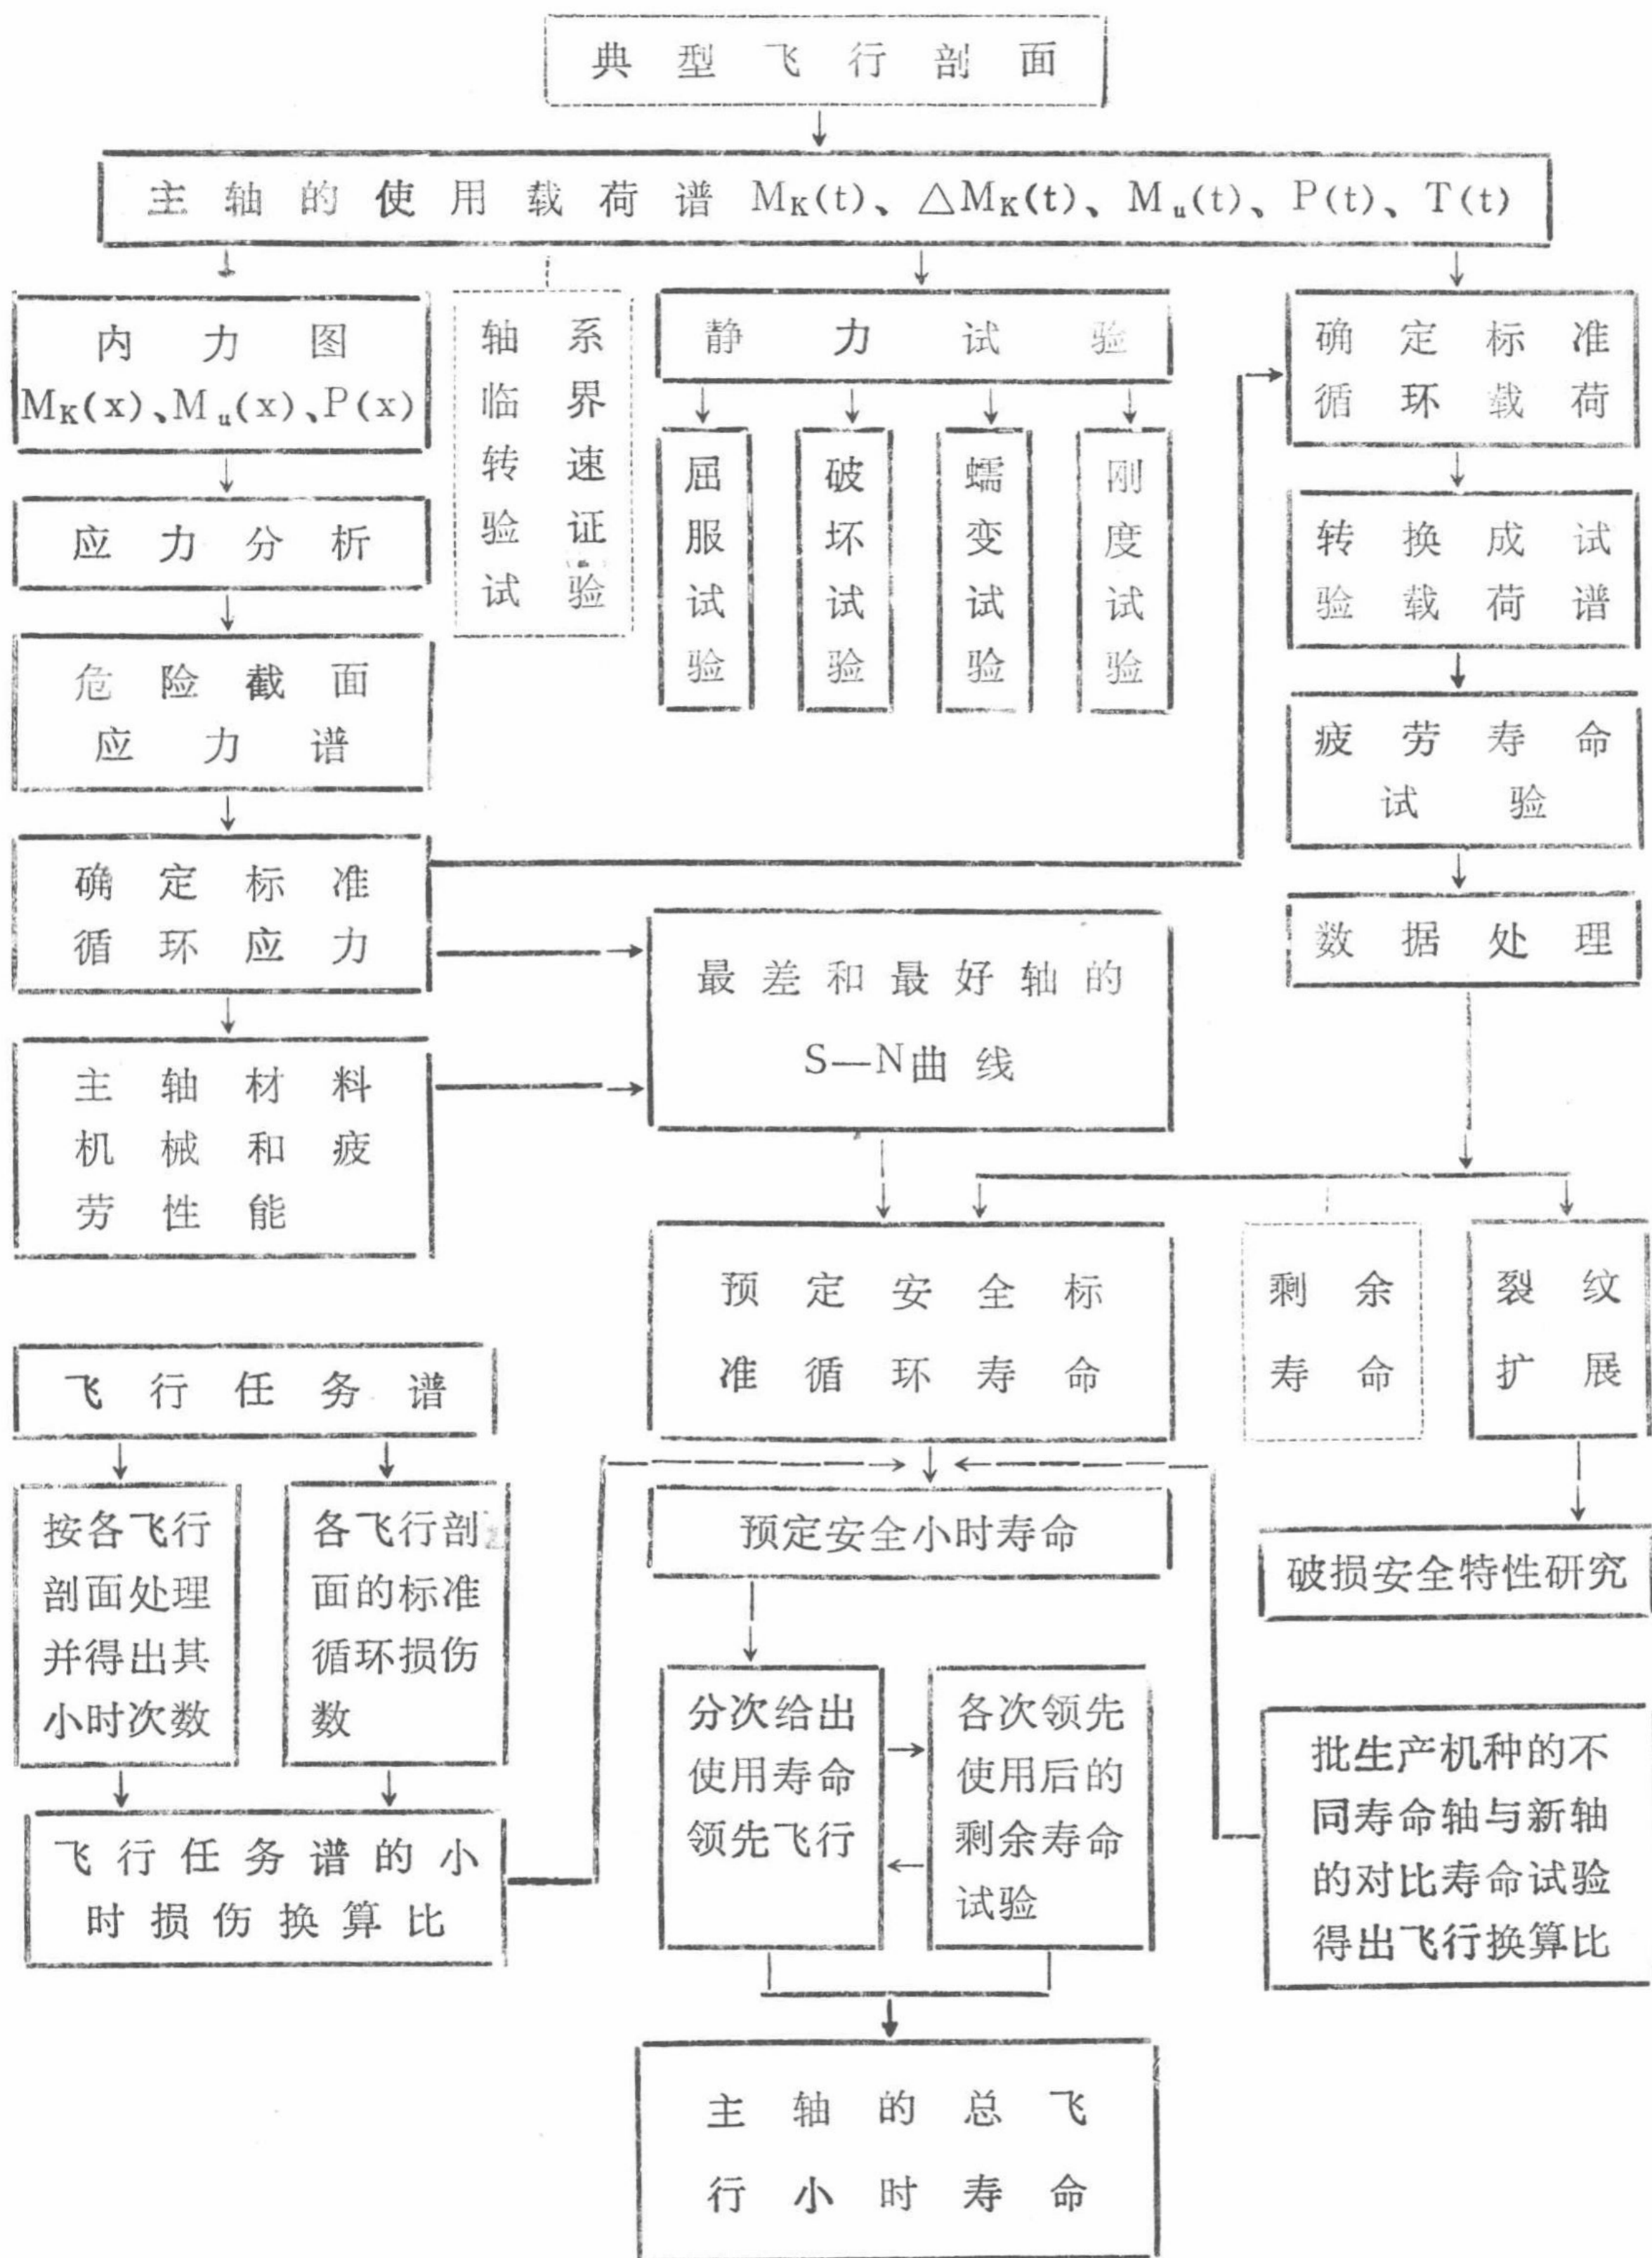 典型飞行剖面
主轴的使用载荷谱 M_K(t)、△M_K(t)、M_u(t)、P(t)、T(t)
内力图
M_K(x)、M_u(x)、P(x)
轴系
临界
转速
验证
试验
静力试验
确定标准
循环载荷
屈服试验
破坏试验
蠕变试验
刚度试验
应力分析
转换成试
验载荷谱
危险截面
应力谱
疲劳寿命
试验
确定标准
循环应力
数据处理
最差和最好轴的
S—N曲线
主轴材料
机械和疲
劳性能
预定安全标
准循环寿命
剩余
寿命
裂纹
扩展
飞行任务谱
按各飞行
剖面处理
并得出其
小时次数
各飞行剖
面的标准
循环损伤
数
预定安全小时寿命
破损安全特性研究
分次给出
使用寿命
领先飞行
各次领先
使用后的
剩余寿命
试验
批生产机种的不
同寿命轴与新轴
的对比寿命试验
得出飞行换算比
飞行任务谱的小
时损伤换算比
主轴的总飞
行小时寿命